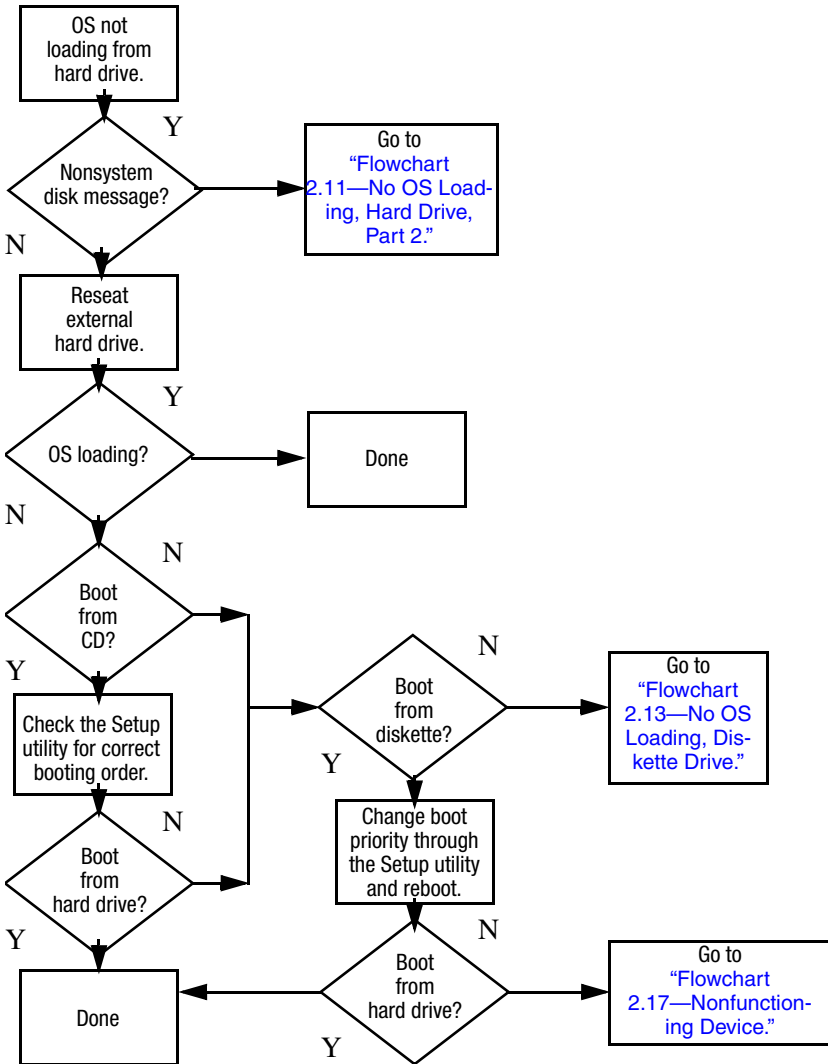 OS not
loading from
hard drive.
Y
Nonsystem
disk message?
Go to
“Flowchart
2.11—No OS Load-
ing, Hard Drive,
Part 2.”
N
Reseat
external
hard drive.
Y
OS loading?
Done
N
N
Boot
from
CD?
Y
Check the Setup
utility for correct
booting order.
N
Boot
from
diskette?
Go to
“Flowchart
2.13—No OS
Loading, Dis-
kette Drive.”
Y
Change boot
priority through
the Setup utility
and reboot.
N
Boot
from
hard drive?
Y
Done
N
Boot
from
hard drive?
Y
Go to
“Flowchart
2.17—Nonfunction-
ing Device.”